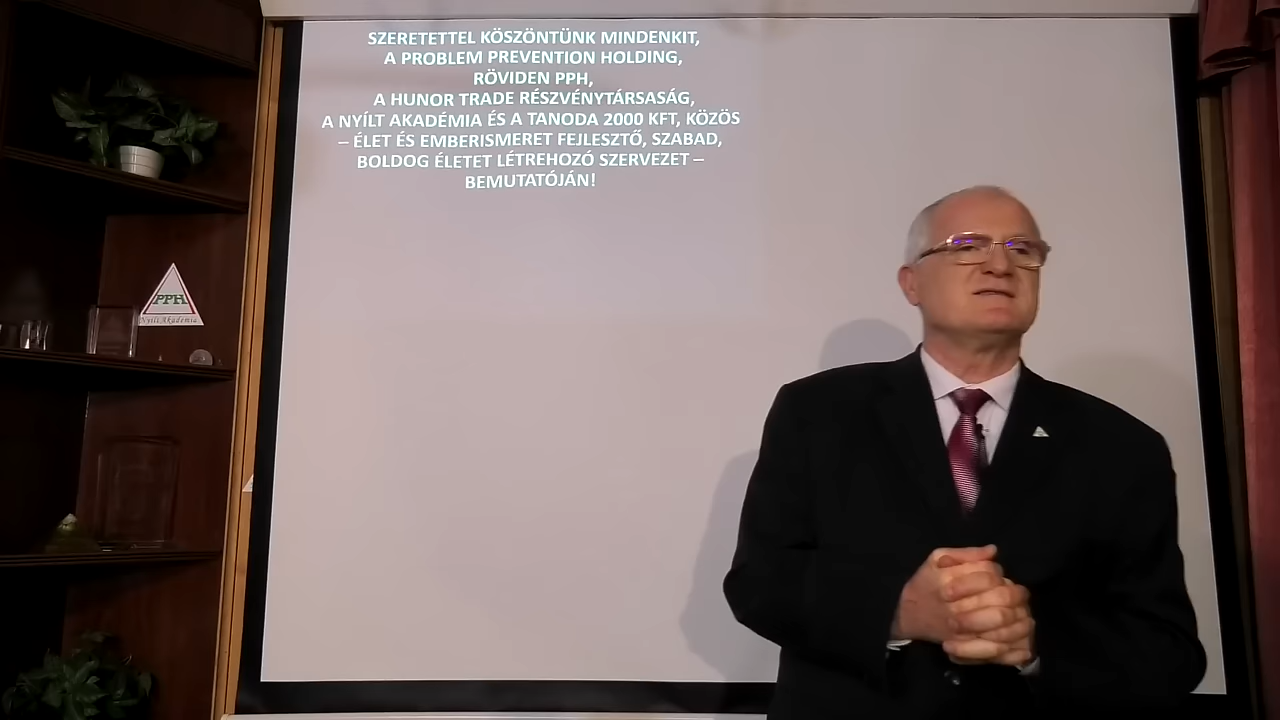 SZERETETTEL KÖSZÖNTÜNK MINDENKIT,
A PROBLEM PREVENTION HOLDING,
RÖVIDEN PPH,
A HUNOR TRADE RÉSZVÉNYTÁRSASÁG,
A NYÍLT AKADÉMIA ÉS A TANODA 2000 KFT, KÖZÖS
– ÉLET ÉS EMBERISMERET FEJLESZTŐ, SZABAD,
BOLDOG ÉLETET LÉTREHOZÓ SZERVEZET –
BEMUTATÓJÁN!
PPH
Nyílt Akadémia